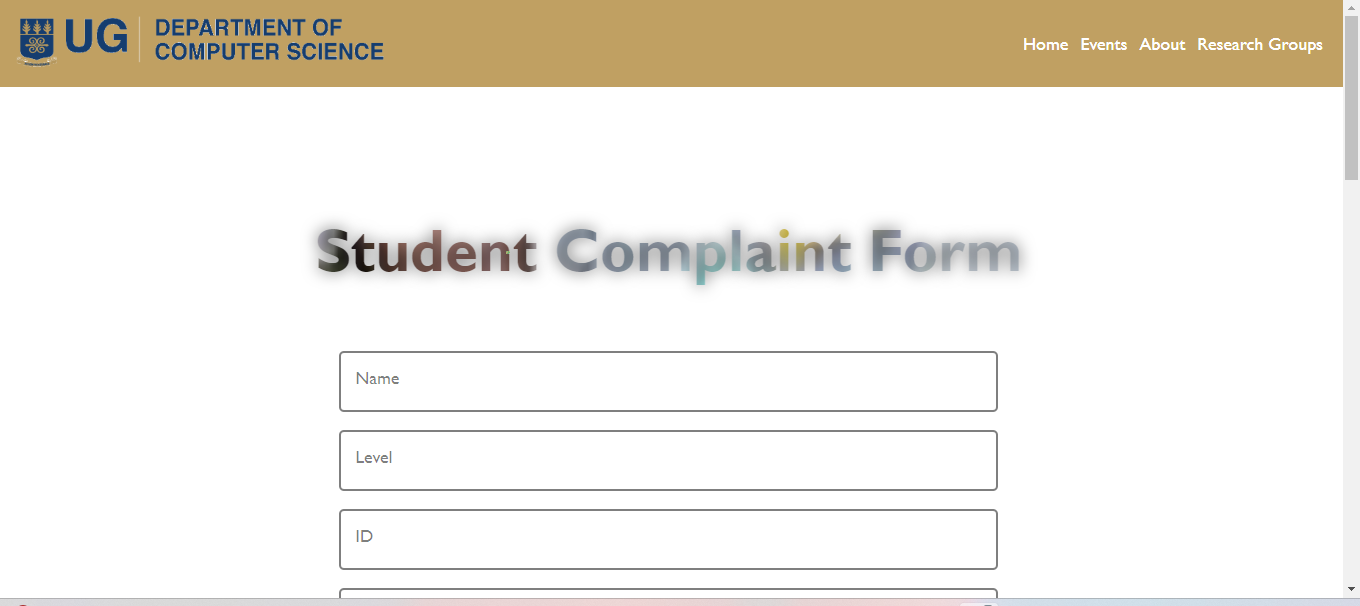 UG
DEPARTMENT OF
COMPUTER SCIENCE
Home Events About Research Groups
Student Complaint Form
Name
Level
ID